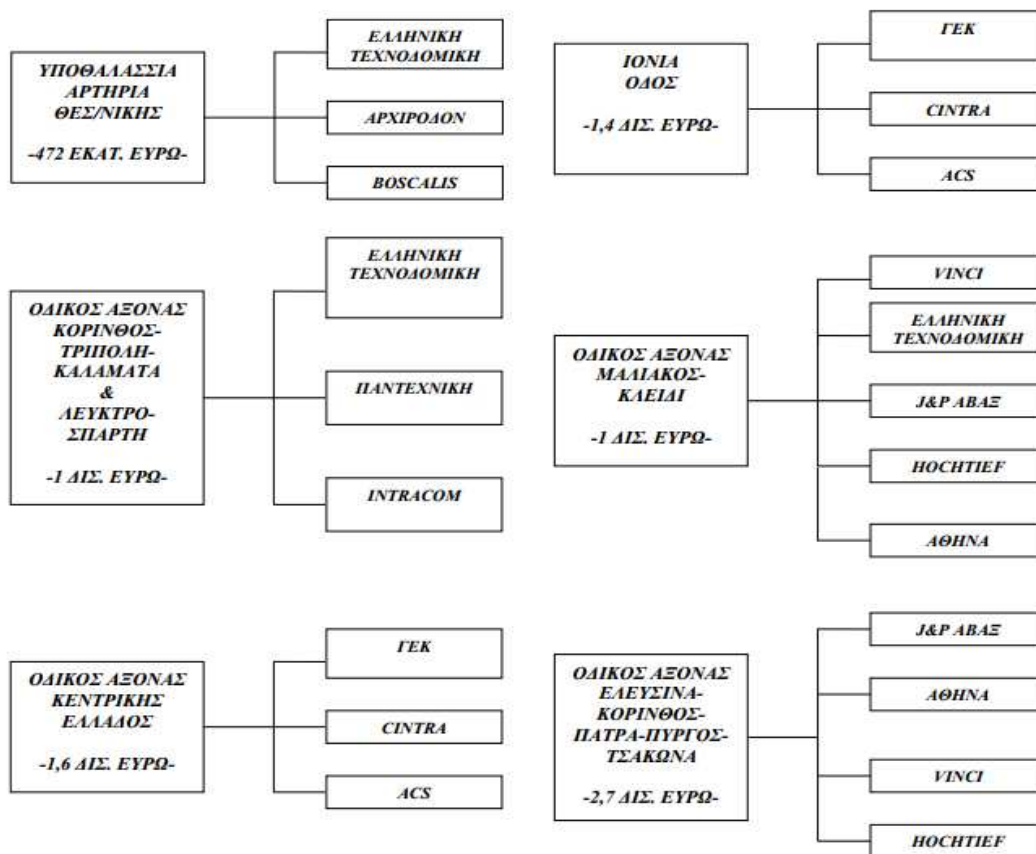 ΥΠΟΘΑΛΑΣΣΙΑ
ΑΡΤΗΡΙΑ
ΘΕΣ/ΝΙΚΗΣ
-472 ΕΚΑΤ. ΕΥΡΩ-
ΕΛΛΗΝΙΚΗ
ΤΕΧΝΟΔΟΜΙΚΗ
ΑΡΧΙΡΟΔΟΝ
BOSCALIS
ΙΟΝΙΑ
ΟΔΟΣ
-1,4 ΔΙΣ. ΕΥΡΩ-
ΓΕΚ
CINTRA
ACS
ΟΔΙΚΟΣ ΑΞΟΝΑΣ
ΚΟΡΙΝΘΟΣ-
ΤΡΙΠΟΛΗ-
ΚΑΛΑΜΑΤΑ
&
ΛΕΥΚΤΡΟ-
ΣΠΑΡΤΗ
-1 ΔΙΣ. ΕΥΡΩ-
ΕΛΛΗΝΙΚΗ
ΤΕΧΝΟΔΟΜΙΚΗ
ΠΑΝΤΕΧΝΙΚΗ
INTRACOM
ΟΔΙΚΟΣ ΑΞΟΝΑΣ
ΜΑΛΙΑΚΟΣ-
ΚΛΕΙΔΙ
-1 ΔΙΣ. ΕΥΡΩ-
VINCI
ΕΛΛΗΝΙΚΗ
ΤΕΧΝΟΔΟΜΙΚΗ
J&P ΑΒΑΞ
HOCHTIEF
ΑΘΗΝΑ
ΟΔΙΚΟΣ ΑΞΟΝΑΣ
ΚΕΝΤΡΙΚΗΣ
ΕΛΛΑΔΟΣ
-1,6 ΔΙΣ. ΕΥΡΩ-
ΓΕΚ
CINTRA
ACS
ΟΔΙΚΟΣ ΑΞΟΝΑΣ
ΕΛΕΥΣΙΝΑ-
ΚΟΡΙΝΘΟΣ-
ΠΑΤΡΑ-ΠΥΡΓΟΣ-
ΤΣΑΚΩΝΑ
-2,7 ΔΙΣ. ΕΥΡΩ-
J&P ΑΒΑΞ
ΑΘΗΝΑ
VINCI
HOCHTIEF